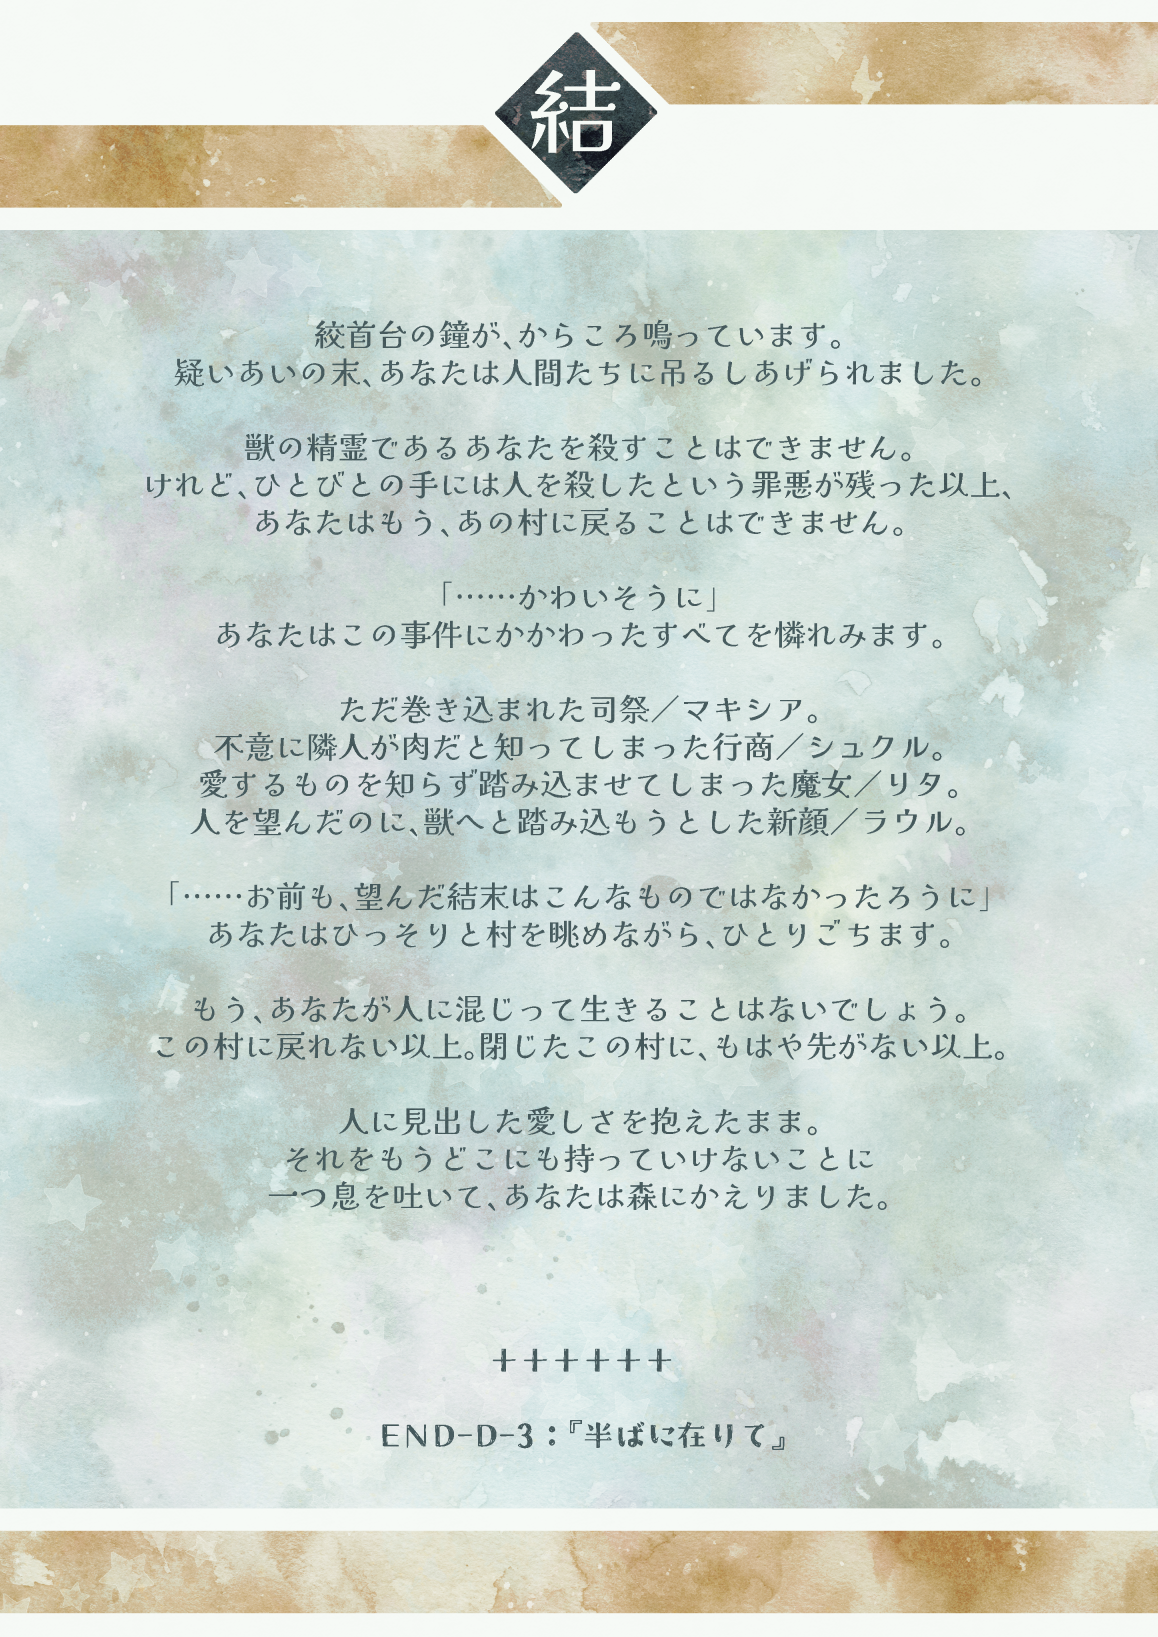 結
絞首台の鐘が、からころ鳴っています。
疑いあいの末、あなたは人間たちに吊るしあげられました。
獣の精霊であるあなたを殺すことはできません。
けれど、ひとびとの手には人を殺したという罪悪が残った以上、
あなたはもう、あの村に戻ることはできません。
「……かわいそうに」
あなたはこの事件にかかわったすべてを憐れみます。
ただ巻き込まれた司祭／マキシア。
不意に隣人が肉だと知ってしまった行商／シュクル。
愛するものを知らず踏み込ませてしまった魔女／リタ。
人を望んだのに、獣へと踏み込もうとした新顔／ラウル。
「……お前も、望んだ結末はこんなものではなかったろうに」
あなたはひっそりと村を眺めながら、ひとりごちます。
もう、あなたが人に混じって生きることはないでしょう。
この村に戻れない以上。閉じたこの村に、もはや先がない以上。
人に見出した愛しさを抱えたまま。
それをもうどこにも持っていけないことに
一つ息を吐いて、あなたは森にかえりました。
++++++
END-D-3：『半ばに在りて』